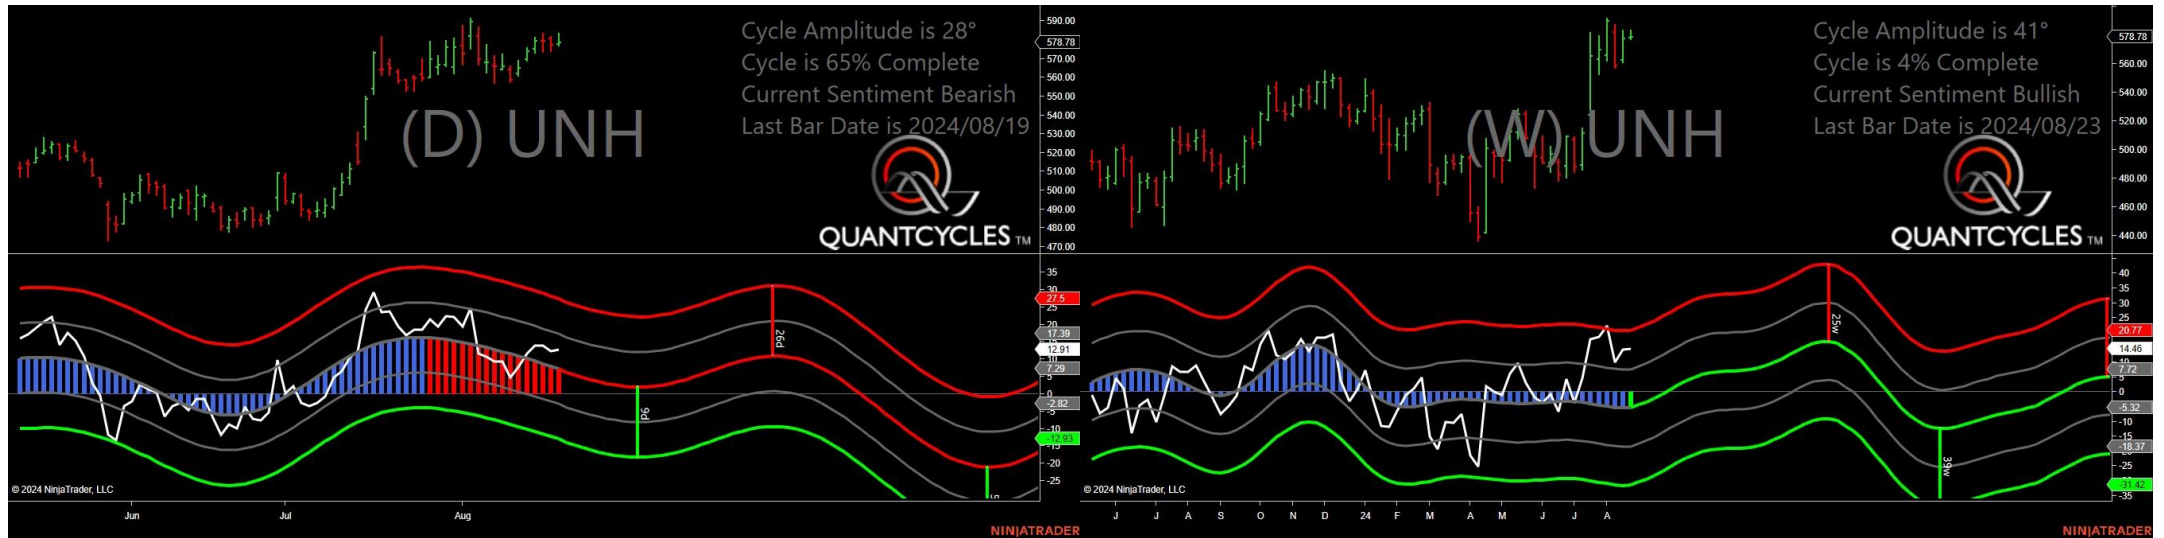 Cycle Amplitude is 28°
Cycle is 65% Complete
Current Sentiment Bearish
Last Bar Date is 2024/08/19
(D) UNH
QUANTCYCLES TM
590.00
578.78
570.00
560.00
550.00
540.00
530.00
520.00
510.00
500.00
490.00
480.00
470.00
35
30
27.5
17.39
12.91
7.29
5
0
-2.82
-5
-10
-12.93
-20
-25
26d
9d
© 2024 NinjaTrader, LLC
Jun
Jul
Aug
NINJATRADER
Cycle Amplitude is 41°
Cycle is 4% Complete
Current Sentiment Bullish
Last Bar Date is 2024/08/23
(W) UNH
QUANTCYCLES TM
578.78
560.00
540.00
520.00
500.00
480.00
460.00
440.00
40
35
30
25
20.77
14.46
7.72
5
0
-5.32
-10
-15
-18.37
-25
-31.42
-35
25w
39w
© 2024 NinjaTrader, LLC
J
J
A
S
O
N
D
24
F
M
A
M
J
J
A
NINJATRADER